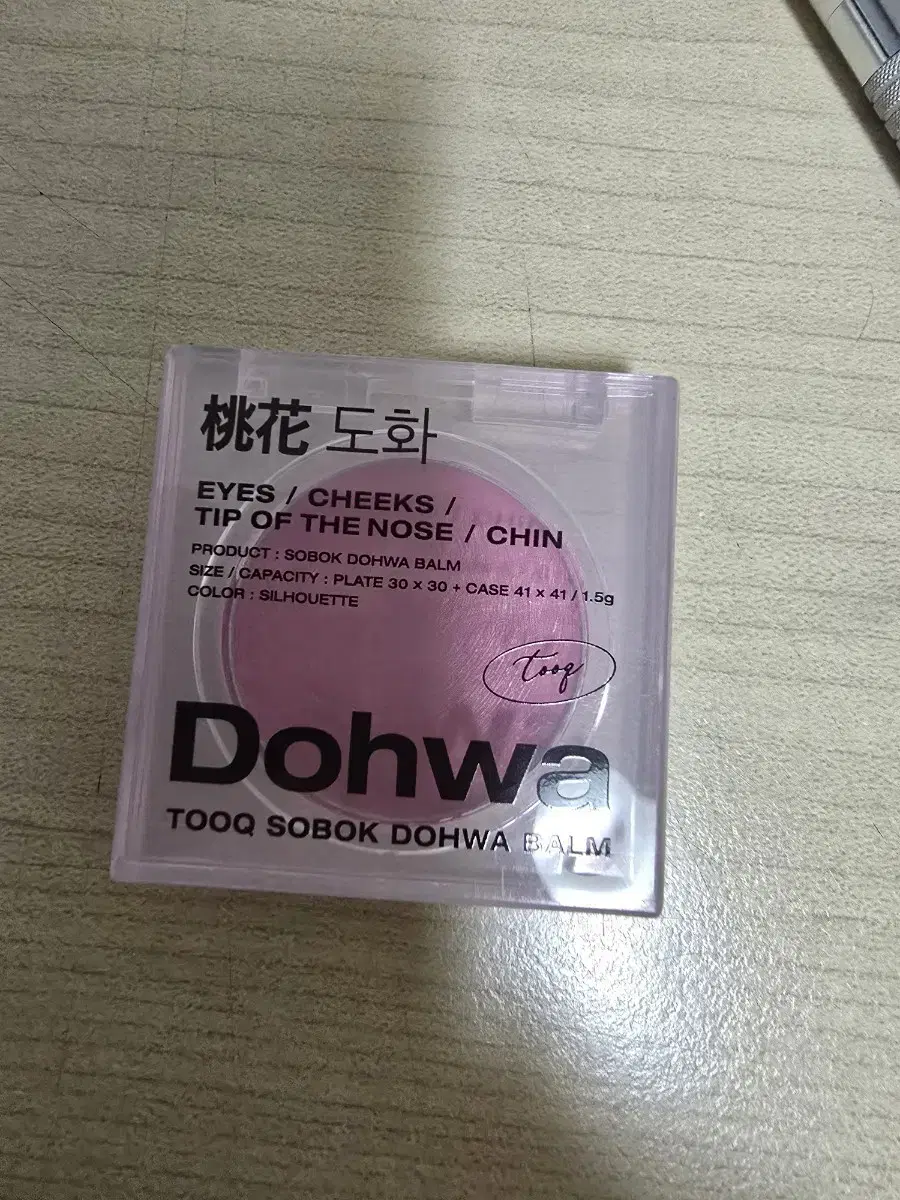 桃花 도화
EYES / CHEEKS /
TIP OF THE NOSE / CHIN
PRODUCT : SOBOK DOHWA BALM
SIZE / CAPACITY : PLATE 30 x 30 + CASE 41 x 41 / 1.5g
COLOR : SILHOUETTE
tooq
Dohwa
TOOQ SOBOK DOHWA BALM